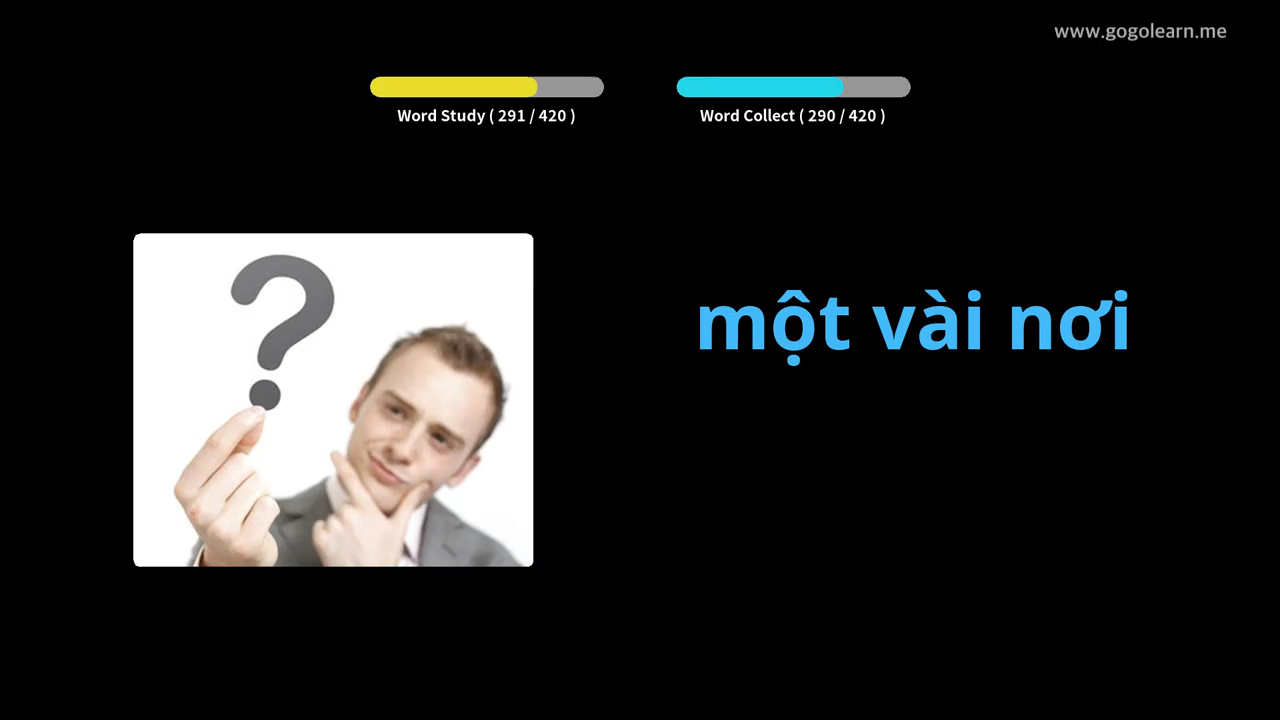 www.gogolearn.me
Word Study ( 291 / 420 )
Word Collect ( 290 / 420 )
?
một vài nơi